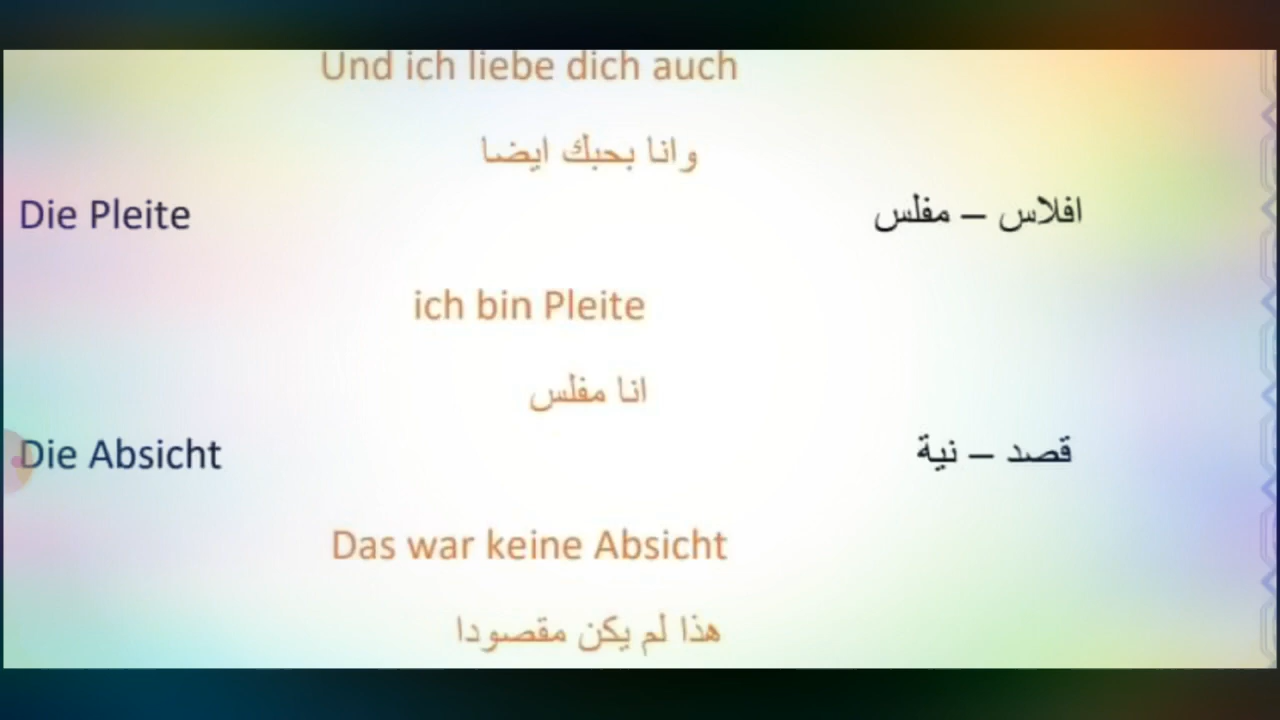 Und ich liebe dich auch
وانا بحبك ايضا
Die Pleite افلاس – مفلس
ich bin Pleite
انا مفلس
Die Absicht قصد – نية
Das war keine Absicht
هذا لم يكن مقصودا